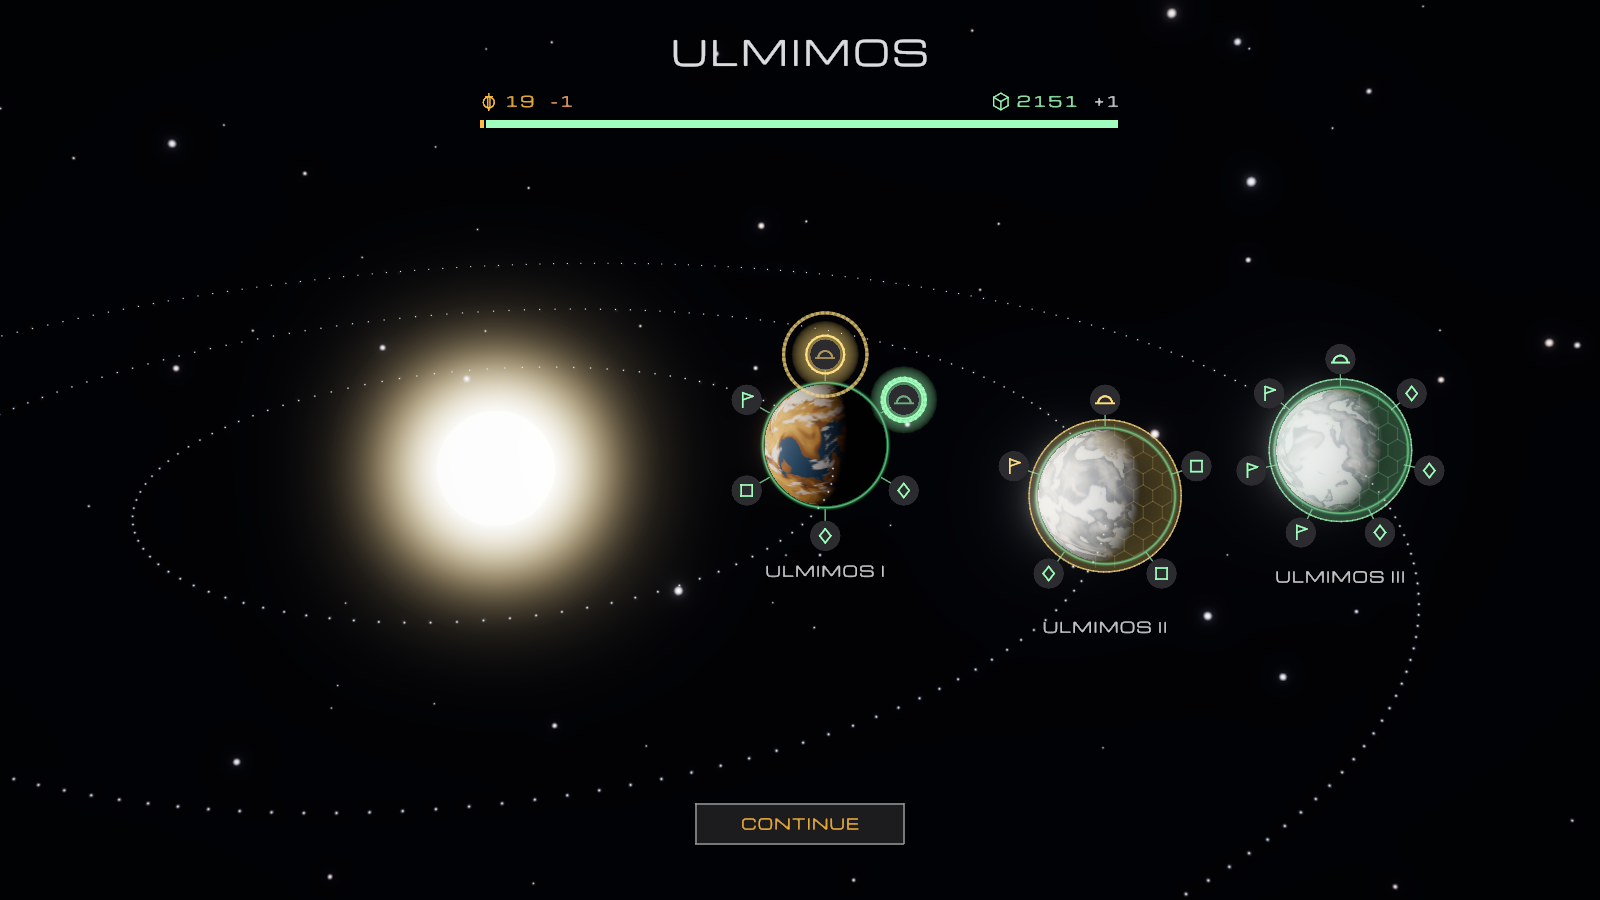 ULMIMOS
19 -1
2151 +1
ULMIMOS I
ULMIMOS II
ULMIMOS III
CONTINUE